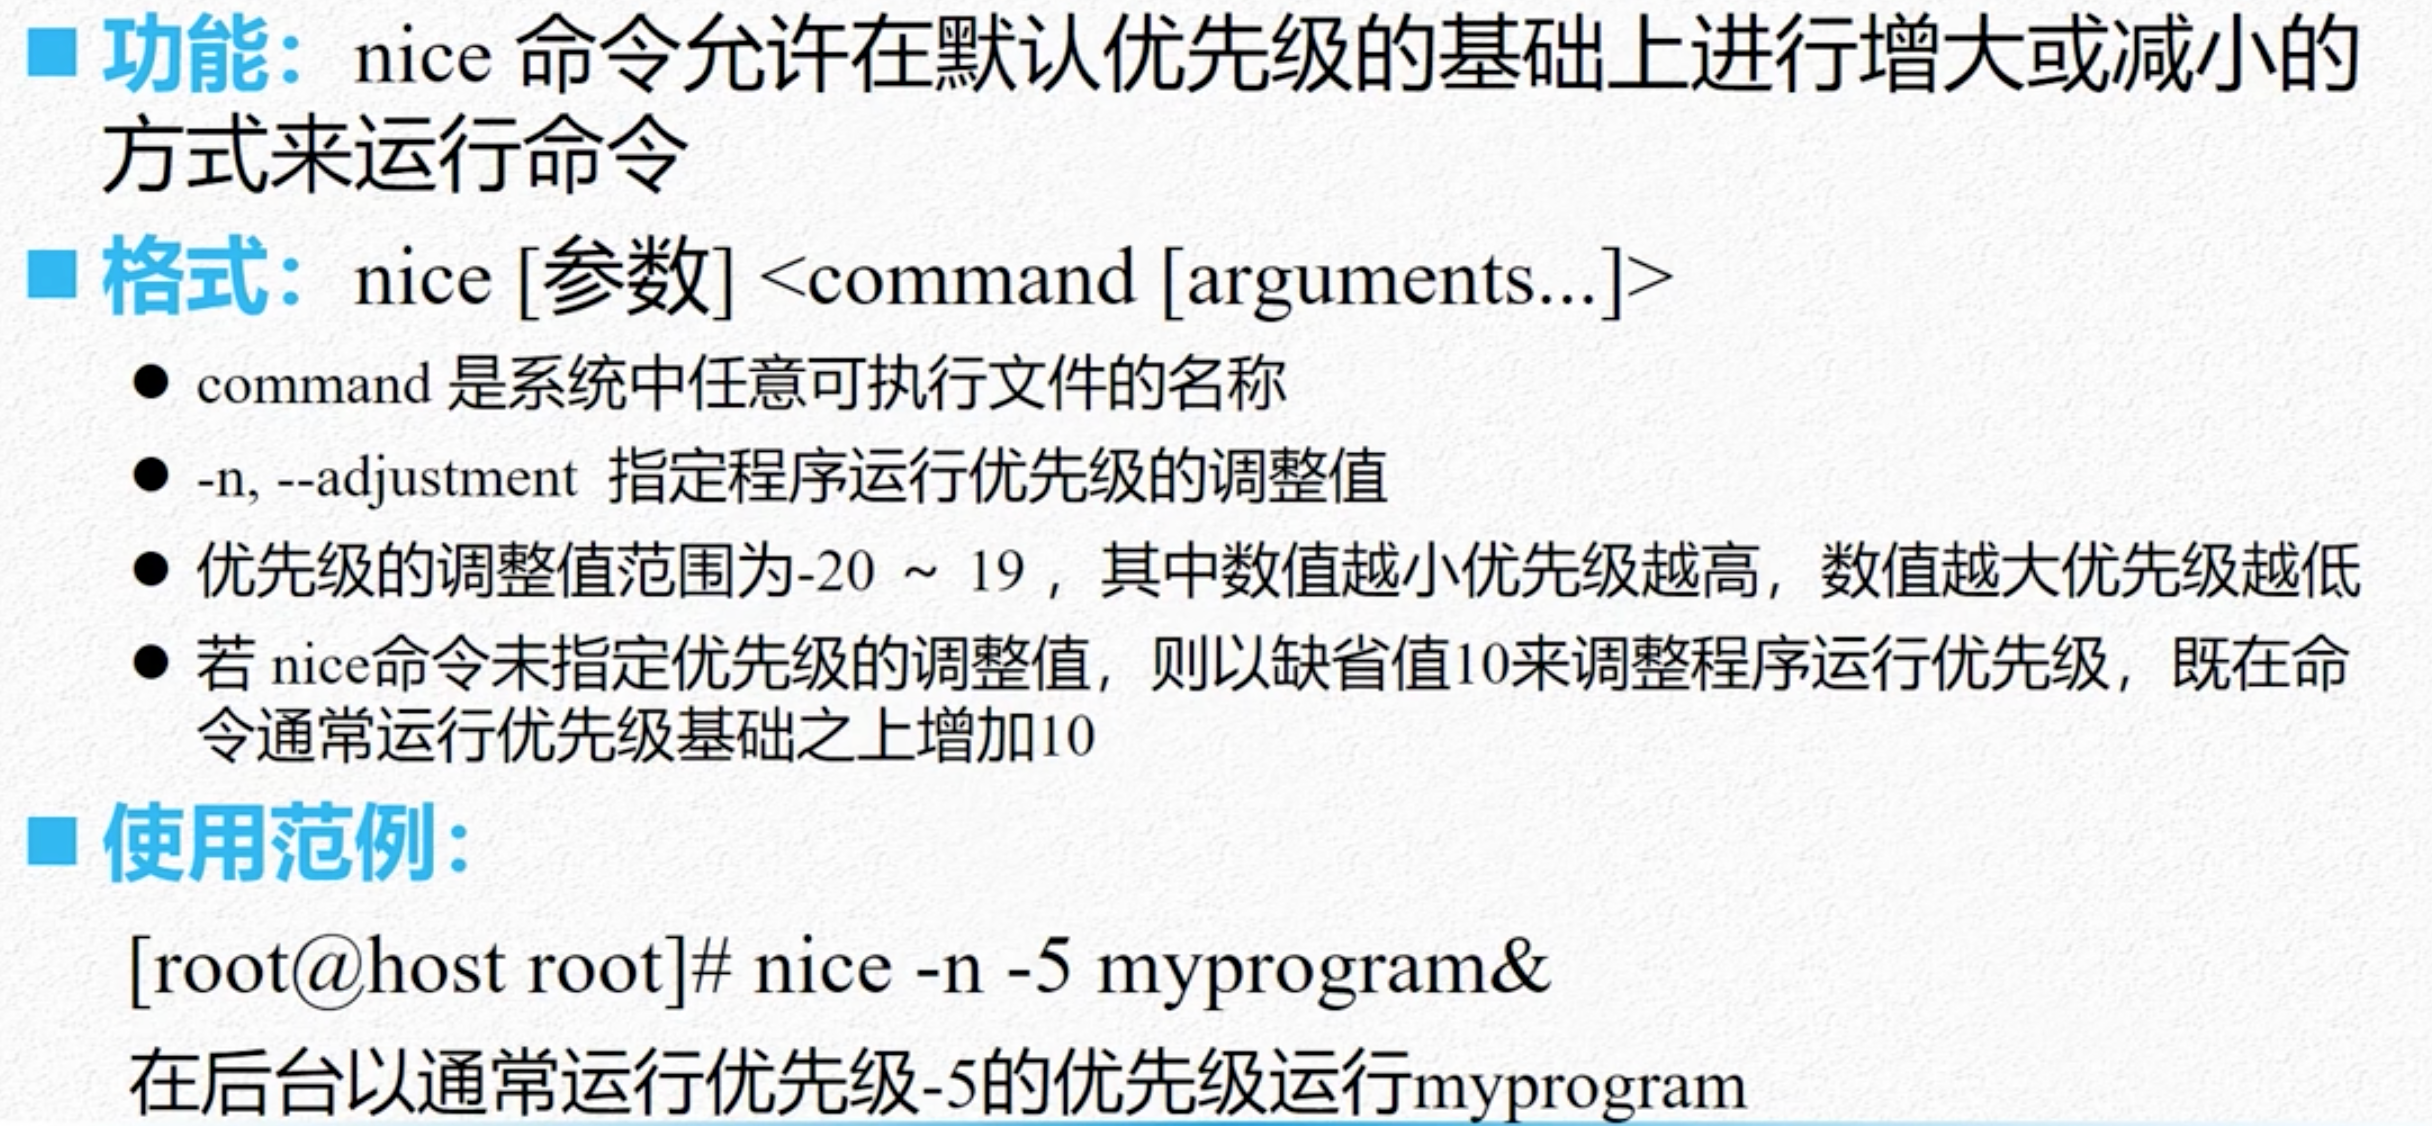 功能：nice 命令允许在默认优先级的基础上进行增大或减小的
方式来运行命令
格式：nice [参数] <command [arguments...]>
● command 是系统中任意可执行文件的名称
● -n, --adjustment 指定程序运行优先级的调整值
● 优先级的调整值范围为-20 ~ 19 ，其中数值越小优先级越高，数值越大优先级越低
● 若 nice命令未指定优先级的调整值，则以缺省值10来调整程序运行优先级，既在命
令通常运行优先级基础之上增加10
使用范例：
[root@host root]# nice -n -5 myprogram&
在后台以通常运行优先级-5的优先级运行myprogram